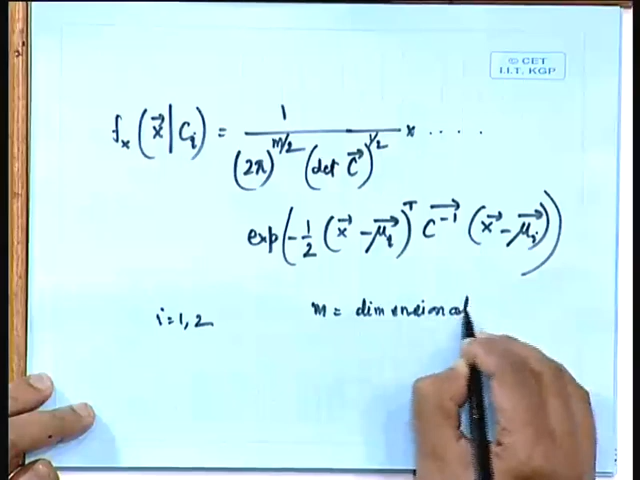 © CET
I.I.T. KGP
f_x (x⃗ | C_i) = 1 / ((2π)^{m/2} (det C⃗)^{1/2}) × . . . .
exp(-1/2 (x⃗ - μ⃗_i)^T C⃗^{-1} (x⃗ - μ⃗_i))
i = 1, 2 m = dimensional